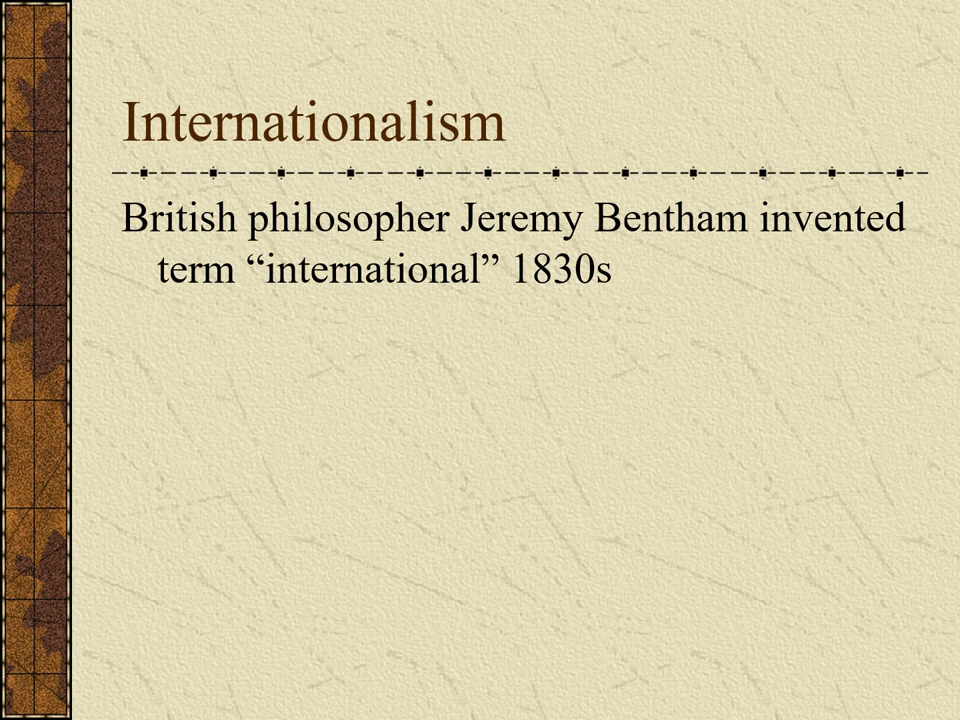 Internationalism
British philosopher Jeremy Bentham invented
term “international” 1830s